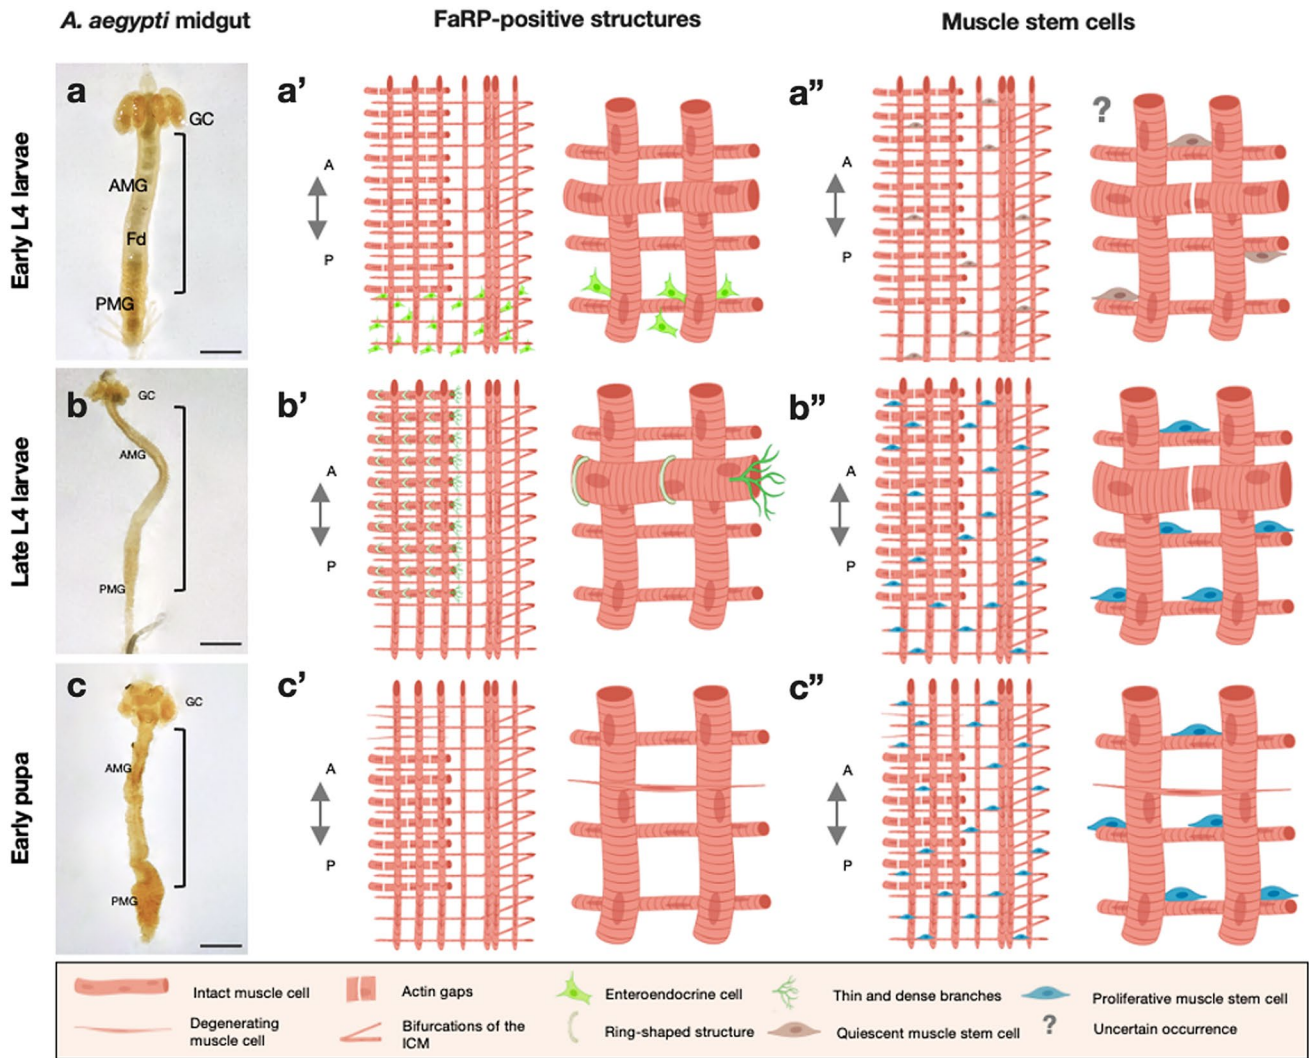 A. aegypti midgut
FaRP-positive structures
Muscle stem cells
Early L4 larvae
a
GC
AMG
Fd
PMG
a’
A
P
a”
A
P
?
Late L4 larvae
b
GC
AMG
PMG
b’
A
P
b”
A
P
Early pupa
c
GC
AMG
PMG
c’
A
P
c”
A
P
Intact muscle cell
Actin gaps
Enteroendocrine cell
Thin and dense branches
Proliferative muscle stem cell
Degenerating
muscle cell
Bifurcations of the
ICM
Ring-shaped structure
Quiescent muscle stem cell
?
Uncertain occurrence